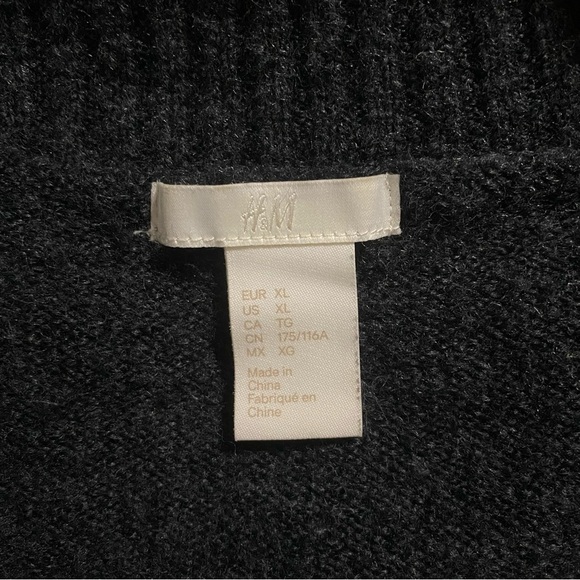 H&M
EUR XL
US XL
CA TG
CN 175/116A
MX XG
Made in
China
Fabriqué en
Chine